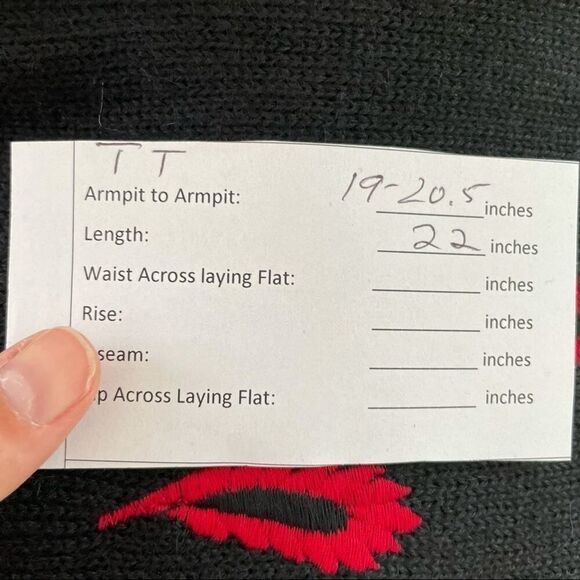 T T
Armpit to Armpit: 19-20.5 inches
Length: 22 inches
Waist Across laying Flat: inches
Rise: inches
seam: inches
p Across Laying Flat: inches